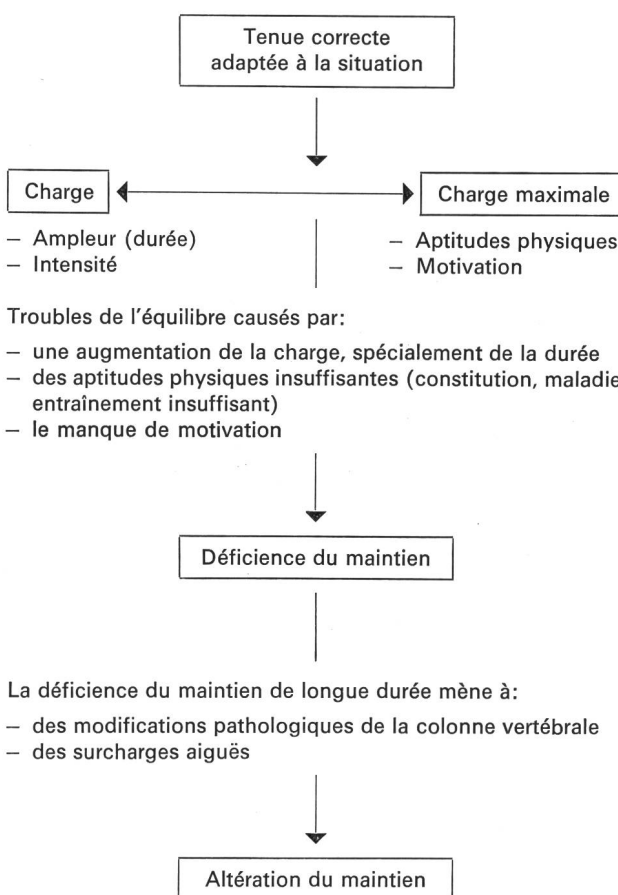 Tenue correcte
adaptée à la situation
Charge
Charge maximale
– Ampleur (durée)
– Intensité
– Aptitudes physiques
– Motivation
Troubles de l'équilibre causés par:
– une augmentation de la charge, spécialement de la durée
– des aptitudes physiques insuffisantes (constitution, maladie
entraînement insuffisant)
– le manque de motivation
Déficience du maintien
La déficience du maintien de longue durée mène à:
– des modifications pathologiques de la colonne vertébrale
– des surcharges aiguës
Altération du maintien